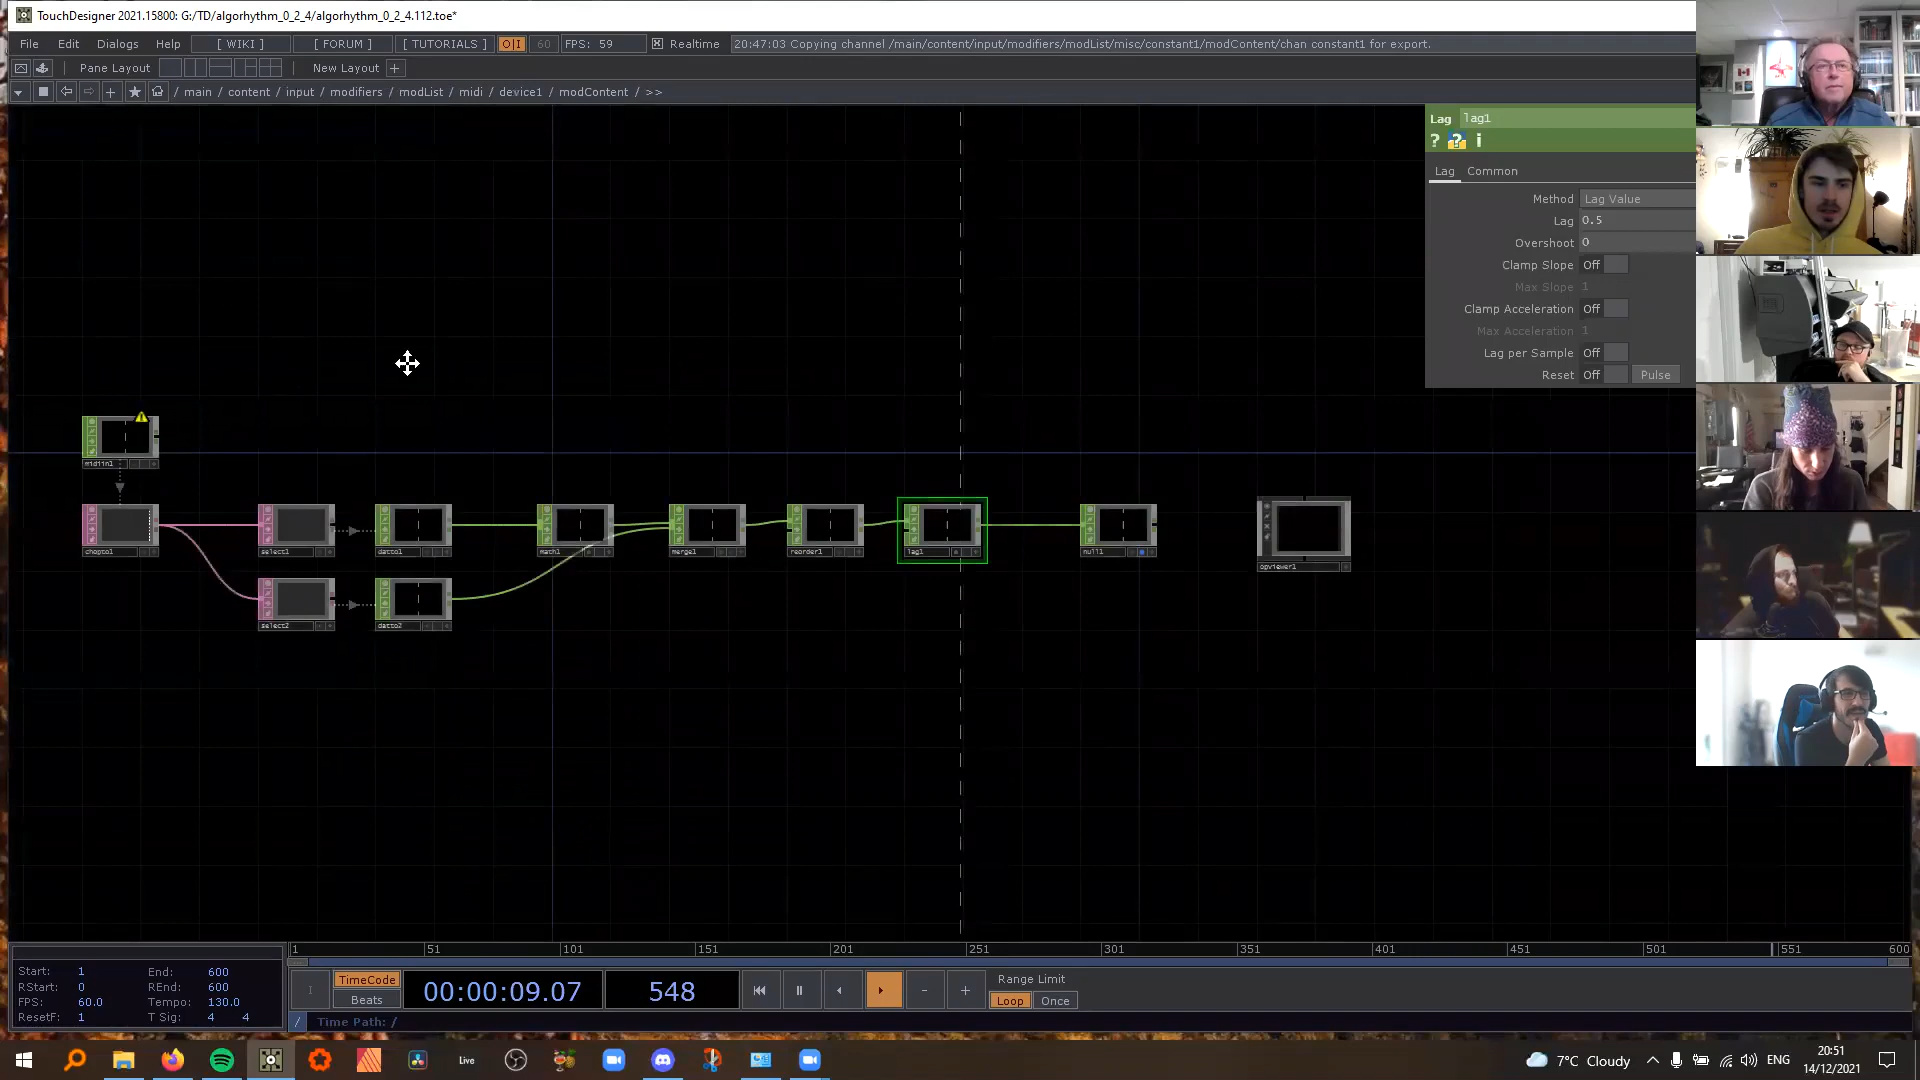 TouchDesigner 2021.15800: G:/TD/algorhythm_0_2_4/algorhythm_0_2_4.112.toe*
File Edit Dialogs Help [ WIKI ] [ FORUM ] [ TUTORIALS ] O|I 60 FPS: 59 Realtime 20:47:03 Copying channel /main/content/input/modifiers/modList/misc/constant1/modContent/chan constant1 for export.
Pane Layout New Layout +
/ main / content / input / modifiers / modList / midi / device1 / modContent / >>
Lag lag1
? ? i
Lag Common
Method Lag Value
Lag 0.5
Overshoot 0
Clamp Slope Off
Max Slope 1
Clamp Acceleration Off
Max Acceleration 1
Lag per Sample Off
Reset Off Pulse
midiin1
chopto1
select1
datto1
math1
merge1
reorder1
lag1
null1
opviewer1
select2
datto2
1 51 101 151 201 251 301 351 401 451 501 551 600
Start: 1 End: 600
RStart: 0 REnd: 600
FPS: 60.0 Tempo: 130.0
ResetF: 1 T Sig: 4 4
TimeCode
Beats
00:00:09.07
548
Range Limit
Loop Once
/ Time Path: /
Live
7°C Cloudy
ENG
20:51
14/12/2021